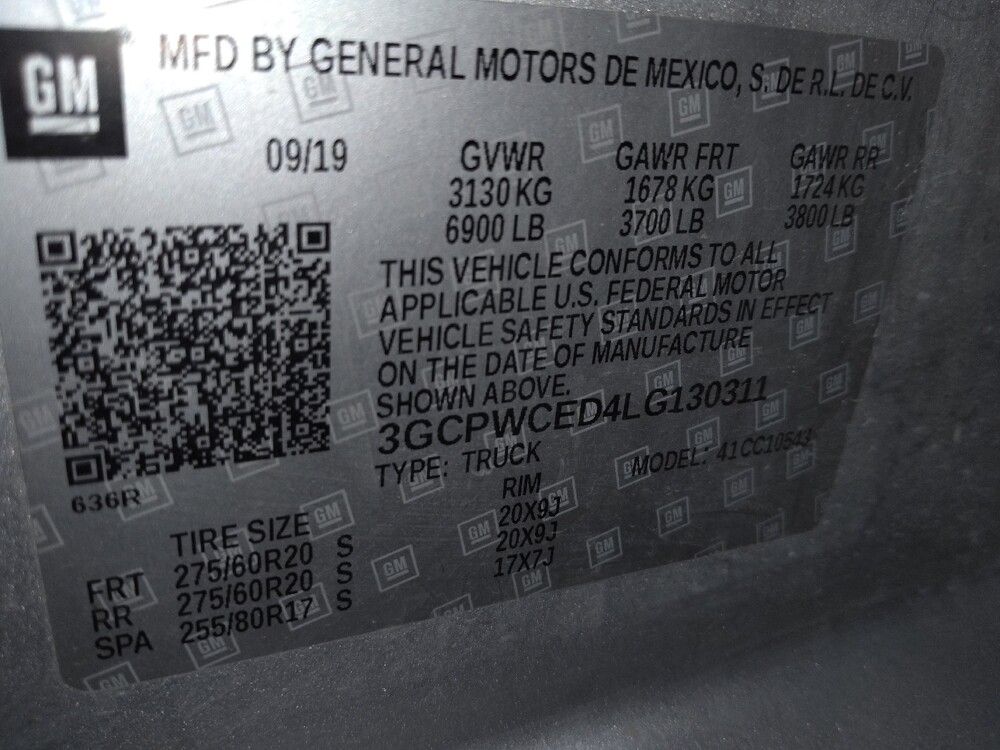 GM
MFD BY GENERAL MOTORS DE MEXICO, S. DE R.L. DE C.V.
09/19 GVWR GAWR FRT GAWR RR
3130 KG 1678 KG 1724 KG
6900 LB 3700 LB 3800 LB
THIS VEHICLE CONFORMS TO ALL
APPLICABLE U.S. FEDERAL MOTOR
VEHICLE SAFETY STANDARDS IN EFFECT
ON THE DATE OF MANUFACTURE
SHOWN ABOVE.
3GCPWCED4LG130311
TYPE: TRUCK MODEL: 41CC10543
636R
TIRE SIZE RIM
FRT 275/60R20 S 20X9J
RR 275/60R20 S 20X9J
SPA 255/80R17 S 17X7J